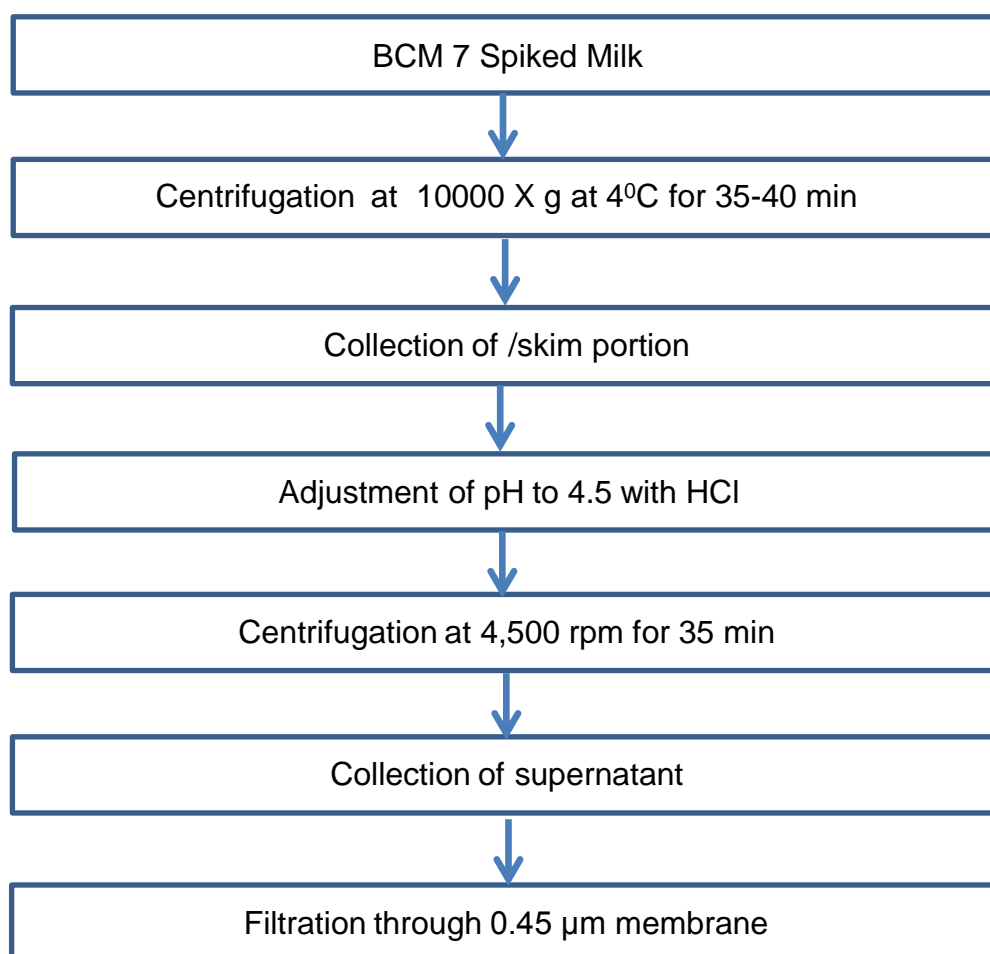 BCM 7 Spiked Milk
Centrifugation at 10000 X g at 4⁰C for 35-40 min
Collection of /skim portion
Adjustment of pH to 4.5 with HCl
Centrifugation at 4,500 rpm for 35 min
Collection of supernatant
Filtration through 0.45 µm membrane